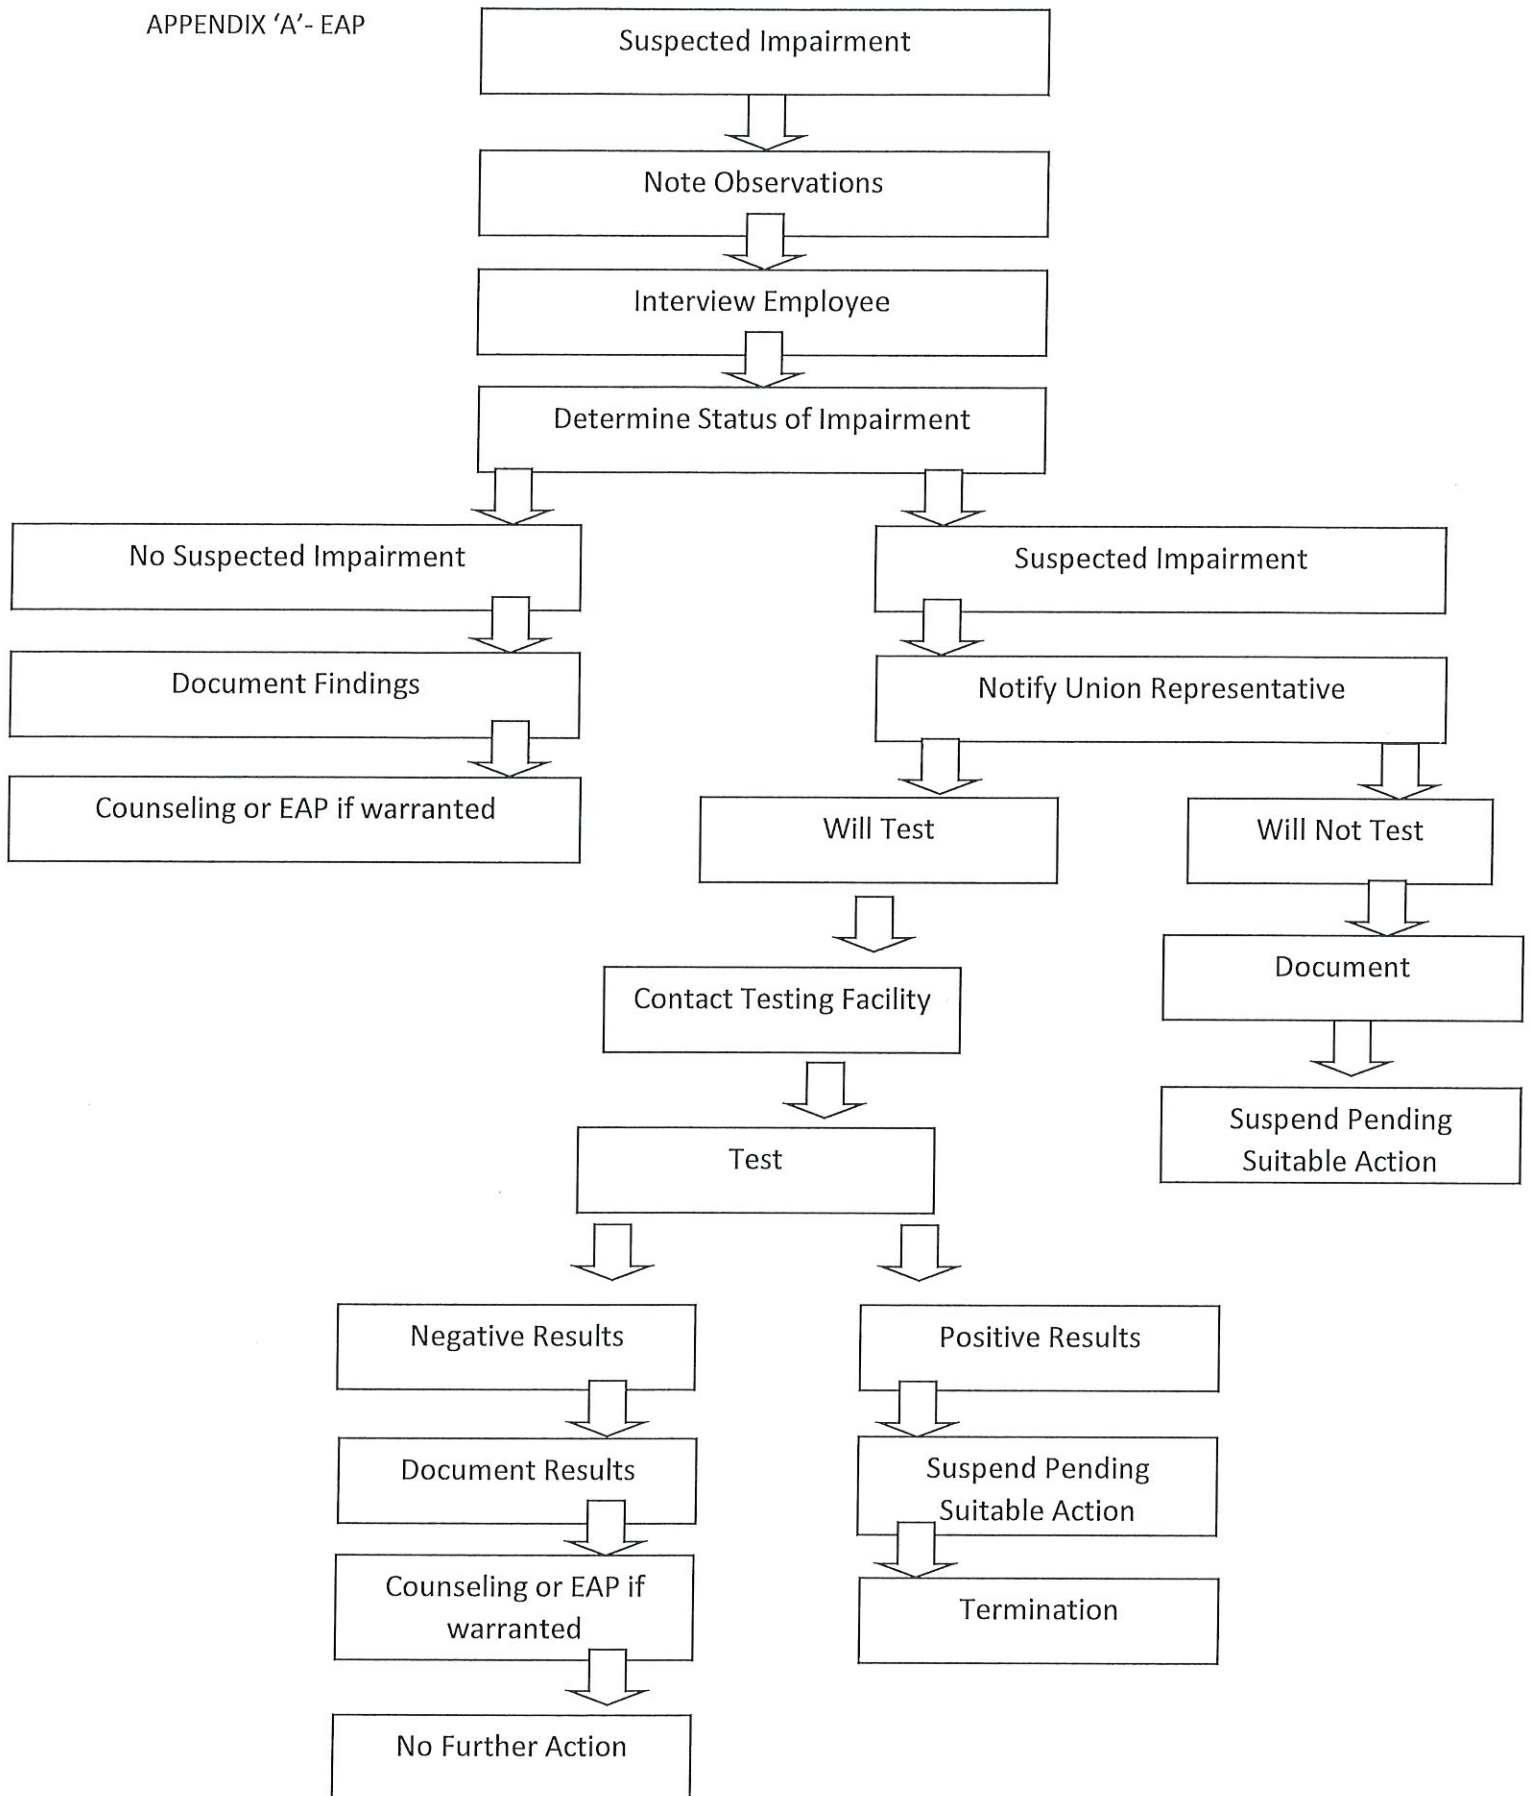 APPENDIX ‘A’- EAP
Suspected Impairment
Note Observations
Interview Employee
Determine Status of Impairment
No Suspected Impairment
Suspected Impairment
Document Findings
Notify Union Representative
Counseling or EAP if warranted
Will Test
Will Not Test
Document
Contact Testing Facility
Suspend Pending
Suitable Action
Test
Negative Results
Positive Results
Document Results
Suspend Pending
Suitable Action
Counseling or EAP if
warranted
Termination
No Further Action